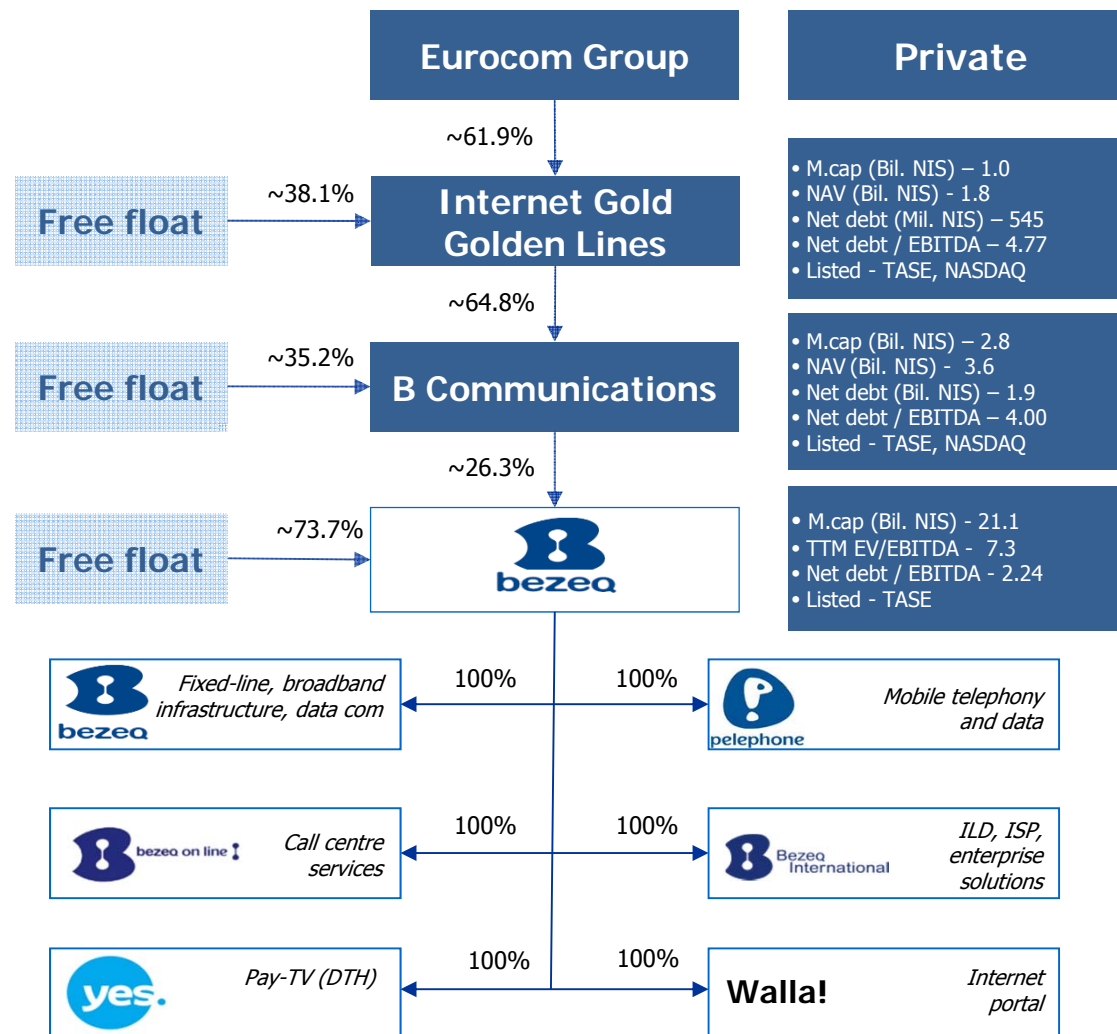 Eurocom Group
Private
~61.9%
Free float
~38.1%
Internet Gold
Golden Lines
• M.cap (Bil. NIS) – 1.0
• NAV (Bil. NIS) - 1.8
• Net debt (Mil. NIS) – 545
• Net debt / EBITDA – 4.77
• Listed - TASE, NASDAQ
~64.8%
Free float
~35.2%
B Communications
• M.cap (Bil. NIS) – 2.8
• NAV (Bil. NIS) - 3.6
• Net debt (Bil. NIS) – 1.9
• Net debt / EBITDA – 4.00
• Listed - TASE, NASDAQ
~26.3%
Free float
~73.7%
bezeq
• M.cap (Bil. NIS) - 21.1
• TTM EV/EBITDA - 7.3
• Net debt / EBITDA - 2.24
• Listed - TASE
bezeq
Fixed-line, broadband
infrastructure, data com
100%
100%
pelephone
Mobile telephony
and data
bezeq on line
Call centre
services
100%
100%
Bezeq
International
ILD, ISP,
enterprise
solutions
yes.
Pay-TV (DTH)
100%
100%
Walla!
Internet
portal